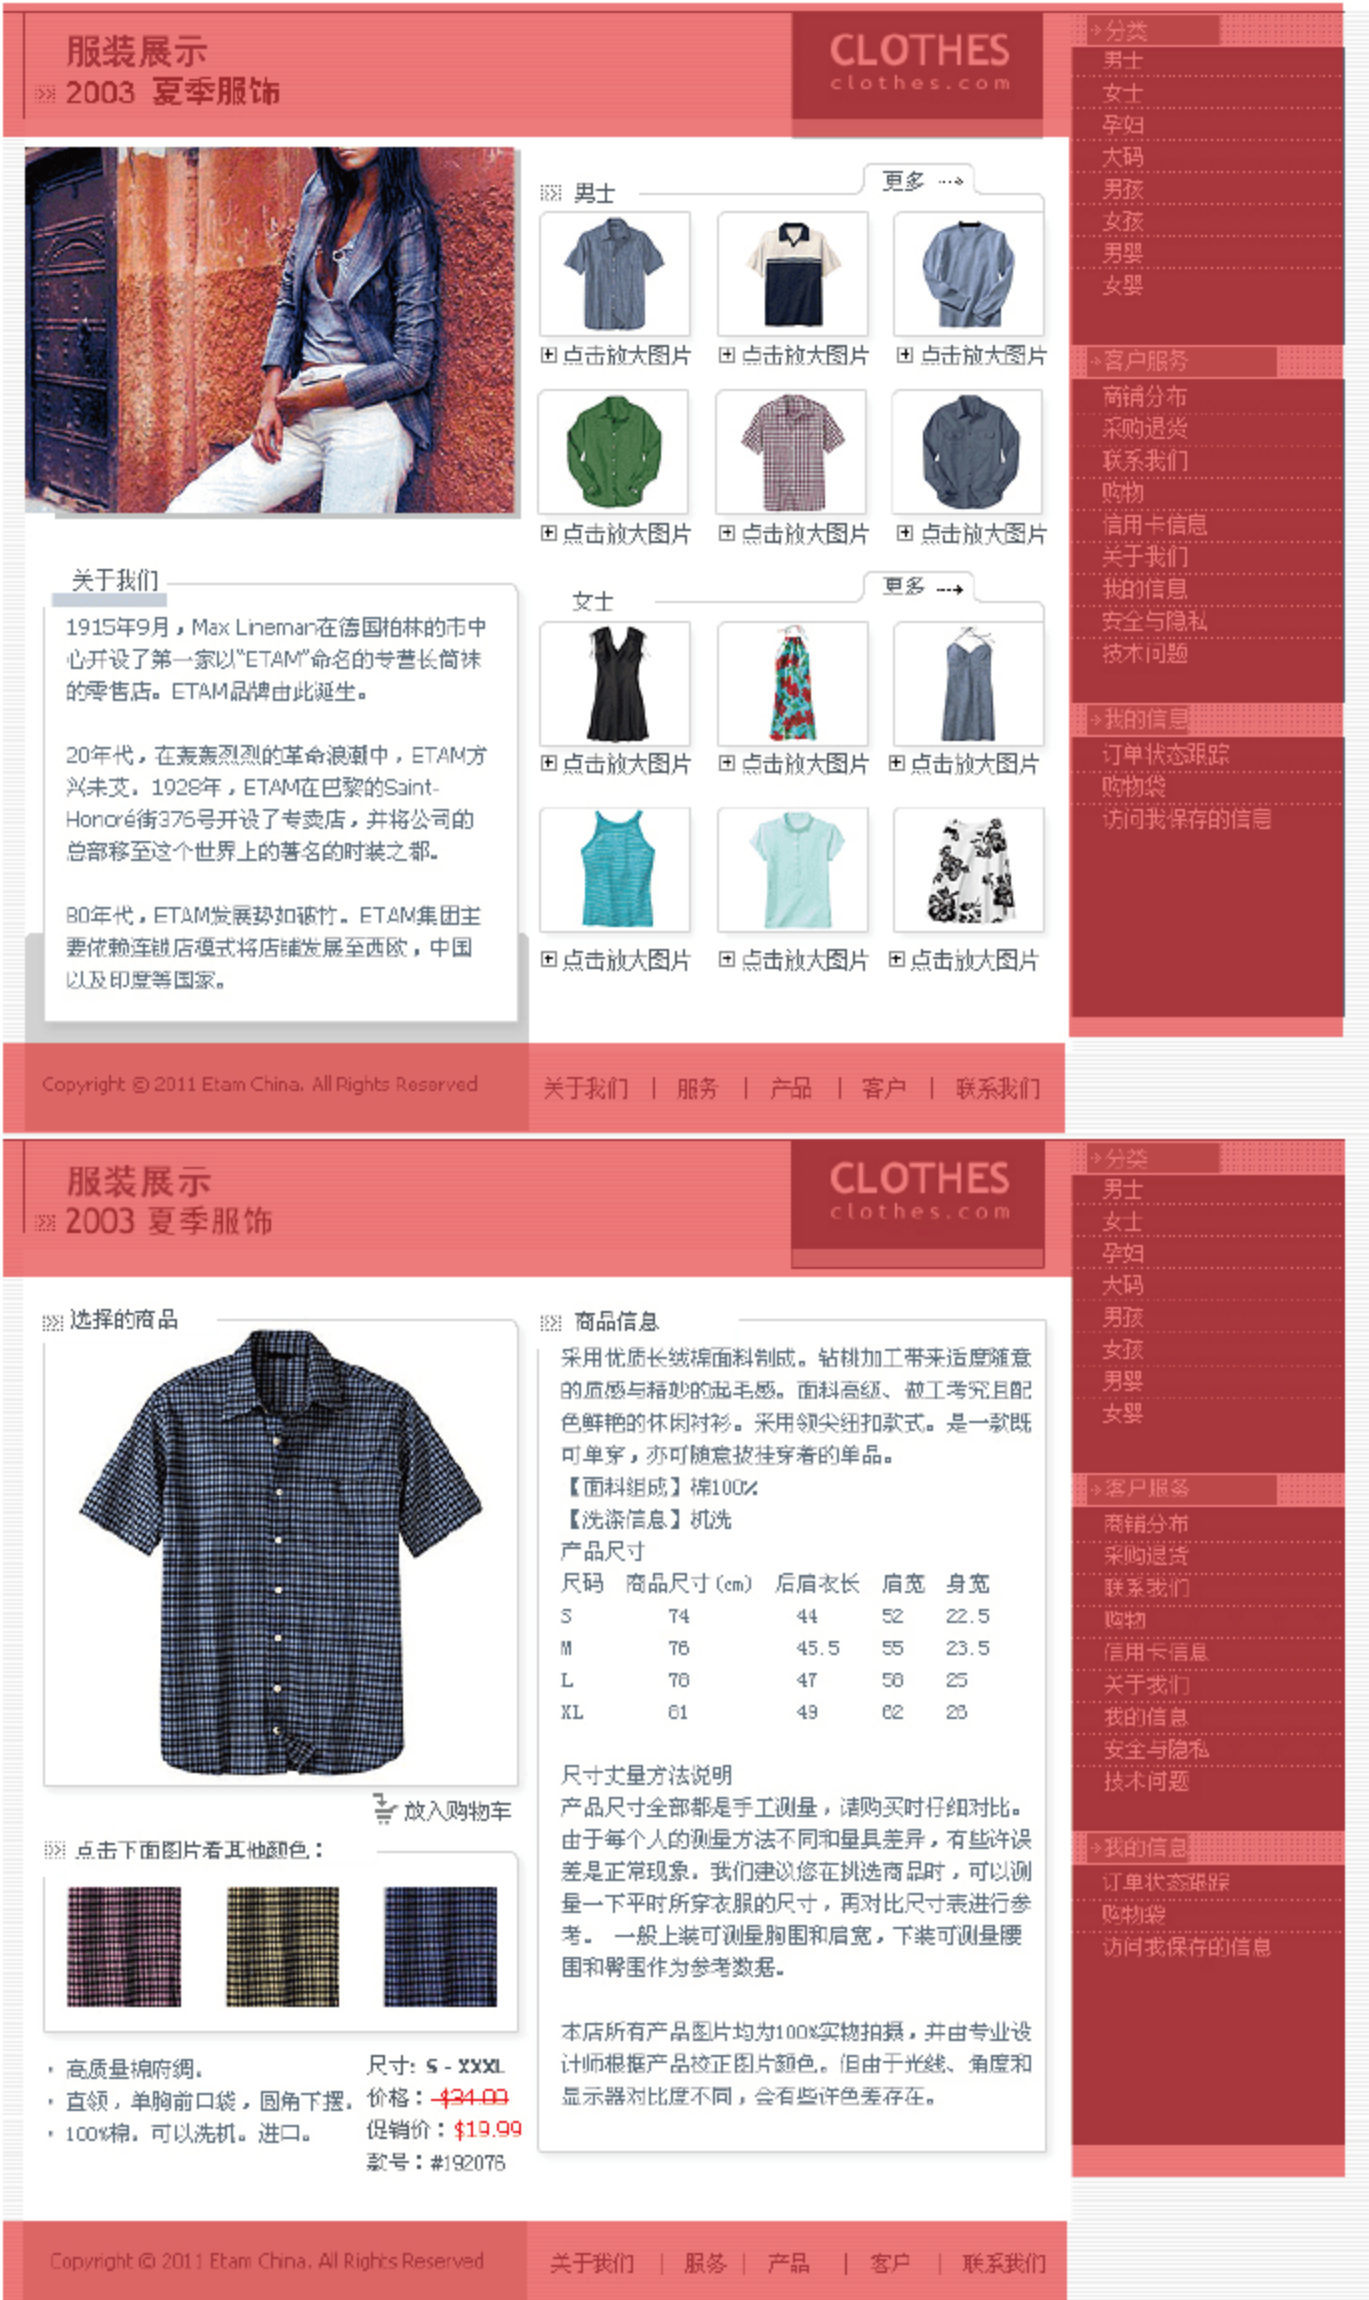 服装展示
2003 夏季服饰
CLOTHES
clothes.com
分类
男士
女士
孕妇
大码
男孩
女孩
男婴
女婴
客户服务
商铺分布
采购退货
联系我们
购物
信用卡信息
关于我们
我的信息
安全与隐私
技术问题
我的信息
订单状态跟踪
购物袋
访问我保存的信息
男士
更多
点击放大图片 点击放大图片 点击放大图片
点击放大图片 点击放大图片 点击放大图片
女士
更多
点击放大图片 点击放大图片 点击放大图片
点击放大图片 点击放大图片 点击放大图片
关于我们
1915年9月,Max Lineman在德国柏林的市中
心开设了第一家以"ETAM"命名的专营长筒袜
的零售店。ETAM品牌由此诞生。
20年代,在轰轰烈烈的革命浪潮中,ETAM方
兴未艾。1928年,ETAM在巴黎的Saint-
Honoré街376号开设了专卖店,并将公司的
总部移至这个世界上的著名的时装之都。
80年代,ETAM发展势如破竹。ETAM集团主
要依赖连锁店模式将店铺发展至西欧,中国
以及印度等国家。
Copyright © 2011 Etam China. All Rights Reserved
关于我们 | 服务 | 产品 | 客户 | 联系我们
服装展示
2003 夏季服饰
CLOTHES
clothes.com
分类
男士
女士
孕妇
大码
男孩
女孩
男婴
女婴
客户服务
商铺分布
采购退货
联系我们
购物
信用卡信息
关于我们
我的信息
安全与隐私
技术问题
我的信息
订单状态跟踪
购物袋
访问我保存的信息
选择的商品
放入购物车
点击下面图片看其他颜色:
· 高质量棉府绸。
· 直领,单胸前口袋,圆角下摆。
· 100%棉。可以洗机。进口。
尺寸: S - XXXL
价格: $34.00
促销价: $19.99
款号:#192076
商品信息
采用优质长绒棉面料制成。钻桃加工带来适度随意
的质感与精妙的起毛感。面料高级、做工考究且配
色鲜艳的休闲衬衫。采用领尖纽扣款式。是一款既
可单穿,亦可随意披挂穿着的单品。
【面料组成】棉100%
【洗涤信息】机洗
产品尺寸
尺码 商品尺寸(cm) 后肩衣长 肩宽 身宽
S 74 44 52 22.5
M 76 45.5 55 23.5
L 78 47 58 25
XL 81 49 62 26
尺寸丈量方法说明
产品尺寸全部都是手工测量,请购买时仔细对比。
由于每个人的测量方法不同和量具差异,有些许误
差是正常现象。我们建议您在挑选商品时,可以测
量一下平时所穿衣服的尺寸,再对比尺寸表进行参
考。 一般上装可测量胸围和肩宽,下装可测量腰
围和臀围作为参考数据。
本店所有产品图片均为100%实物拍摄,并由专业设
计师根据产品校正图片颜色。但由于光线、角度和
显示器对比度不同,会有些许色差存在。
Copyright © 2011 Etam China. All Rights Reserved
关于我们 | 服务 | 产品 | 客户 | 联系我们